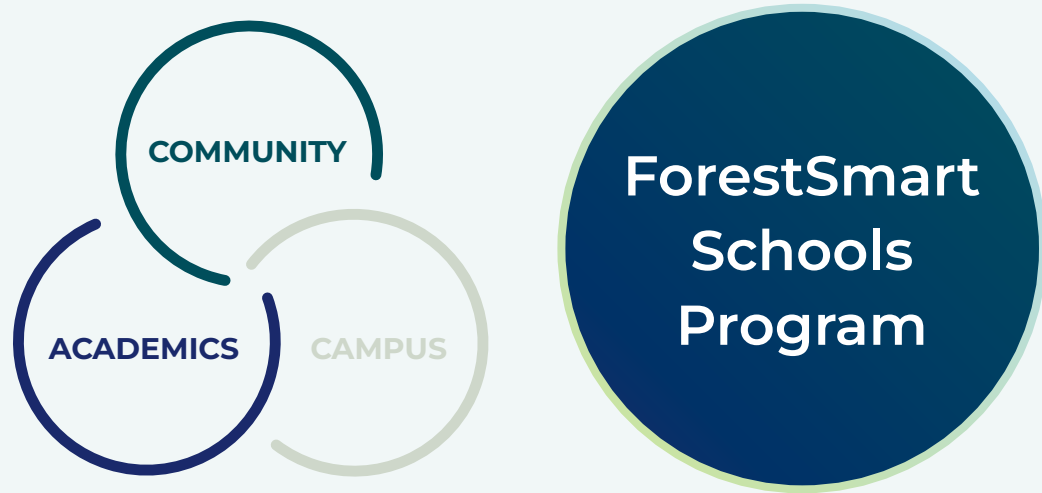 COMMUNITY
ACADEMICS
CAMPUS
ForestSmart
Schools
Program